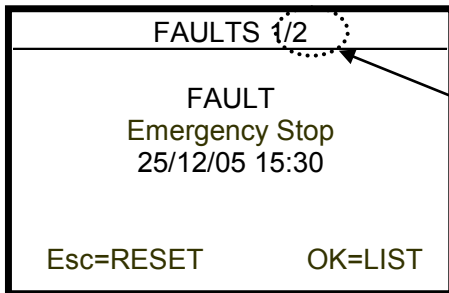 FAULTS 1/2
FAULT
Emergency Stop
25/12/05 15:30
Esc=RESET OK=LIST